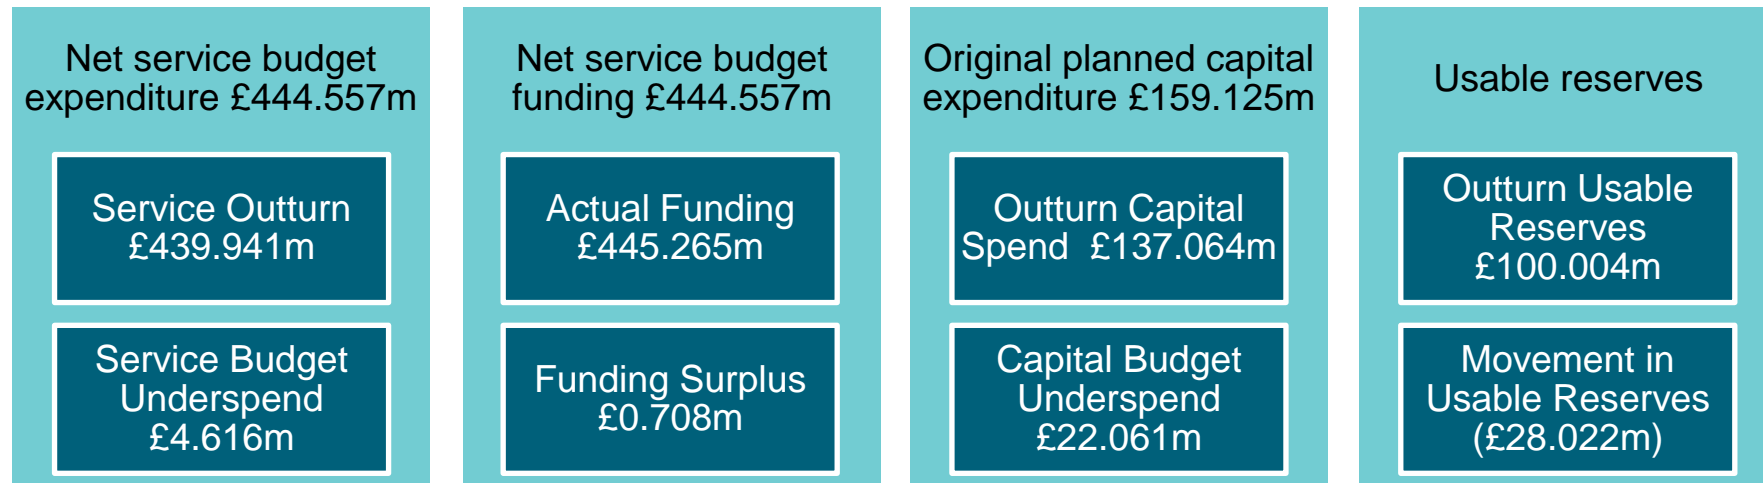 Net service budget
expenditure £444.557m
Service Outturn
£439.941m
Service Budget
Underspend
£4.616m
Net service budget
funding £444.557m
Actual Funding
£445.265m
Funding Surplus
£0.708m
Original planned capital
expenditure £159.125m
Outturn Capital
Spend £137.064m
Capital Budget
Underspend
£22.061m
Usable reserves
Outturn Usable
Reserves
£100.004m
Movement in
Usable Reserves
(£28.022m)